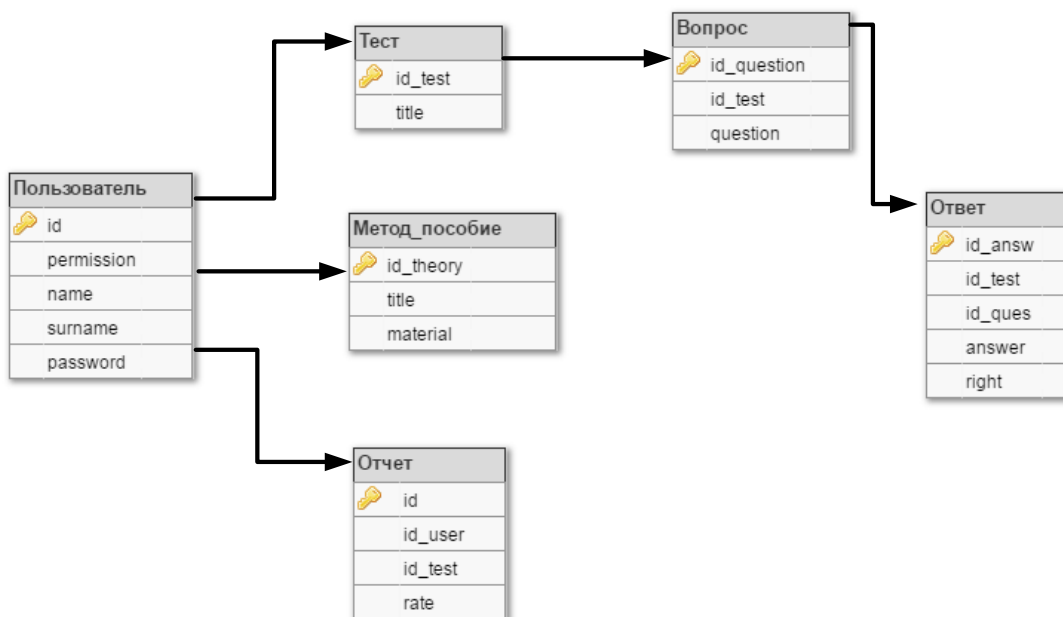 Тест
id_test
title
Вопрос
id_question
id_test
question
Пользователь
id
permission
name
surname
password
Метод_пособие
id_theory
title
material
Ответ
id_answ
id_test
id_ques
answer
right
Отчет
id
id_user
id_test
rate